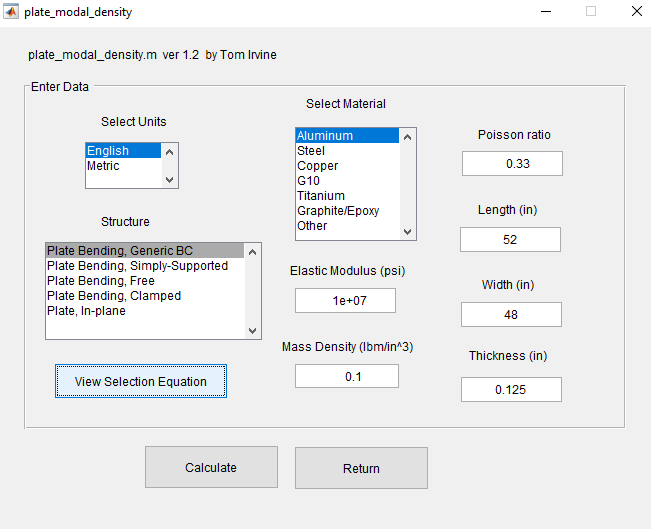 plate_modal_density
plate_modal_density.m ver 1.2 by Tom Irvine
Enter Data
Select Units
English
Metric
Structure
Plate Bending, Generic BC
Plate Bending, Simply-Supported
Plate Bending, Free
Plate Bending, Clamped
Plate, In-plane
View Selection Equation
Select Material
Aluminum
Steel
Copper
G10
Titanium
Graphite/Epoxy
Other
Elastic Modulus (psi)
1e+07
Mass Density (lbm/in^3)
0.1
Poisson ratio
0.33
Length (in)
52
Width (in)
48
Thickness (in)
0.125
Calculate
Return